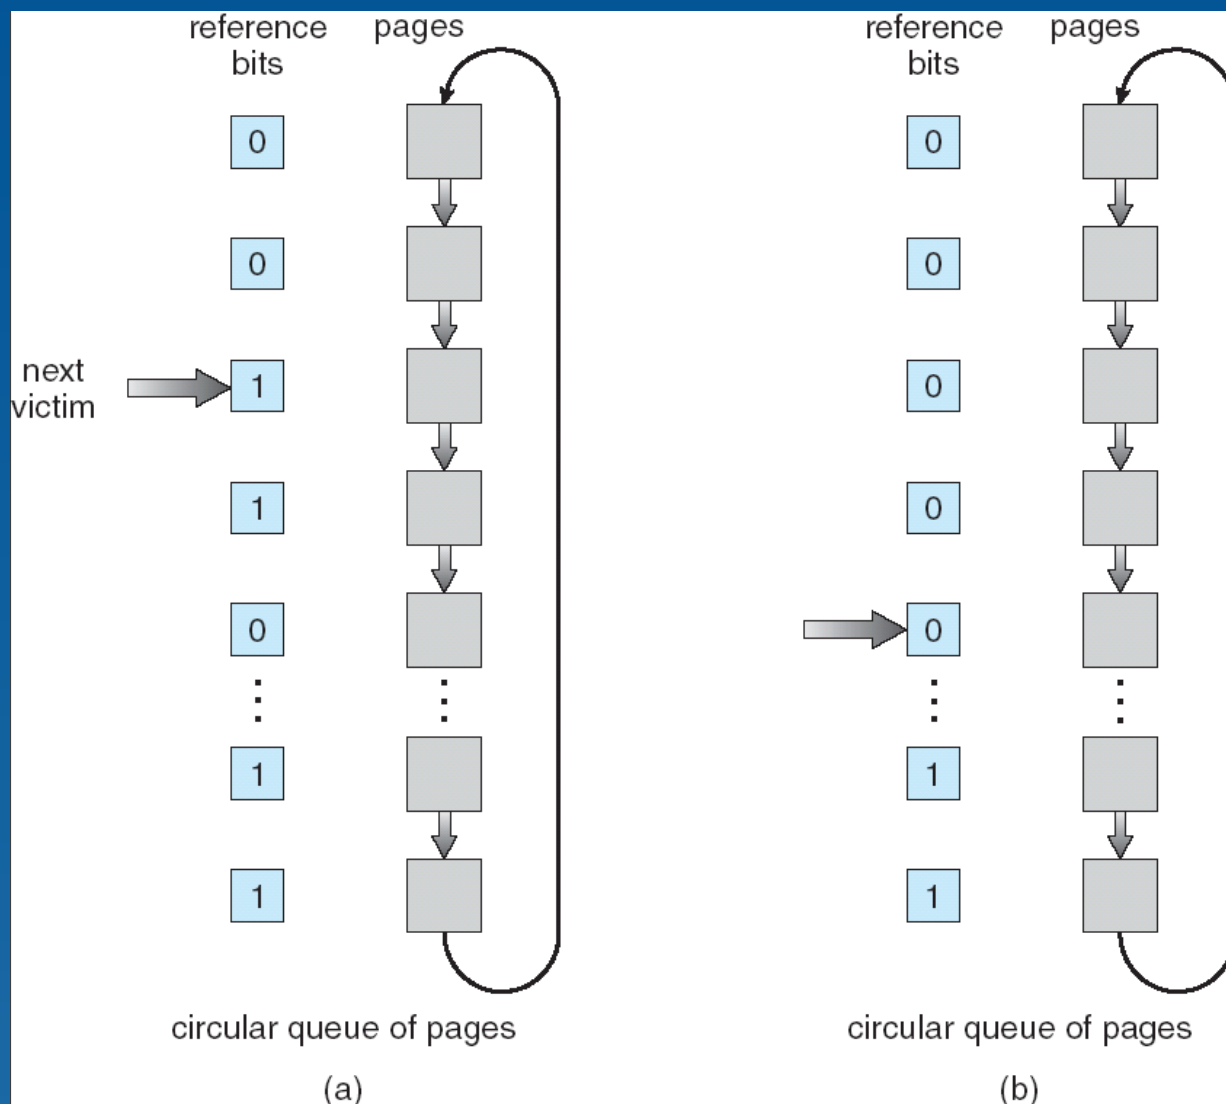 reference pages
bits
0
0
next
victim
1
1
0
1
1
circular queue of pages
(a)
reference pages
bits
0
0
0
0
0
1
1
circular queue of pages
(b)